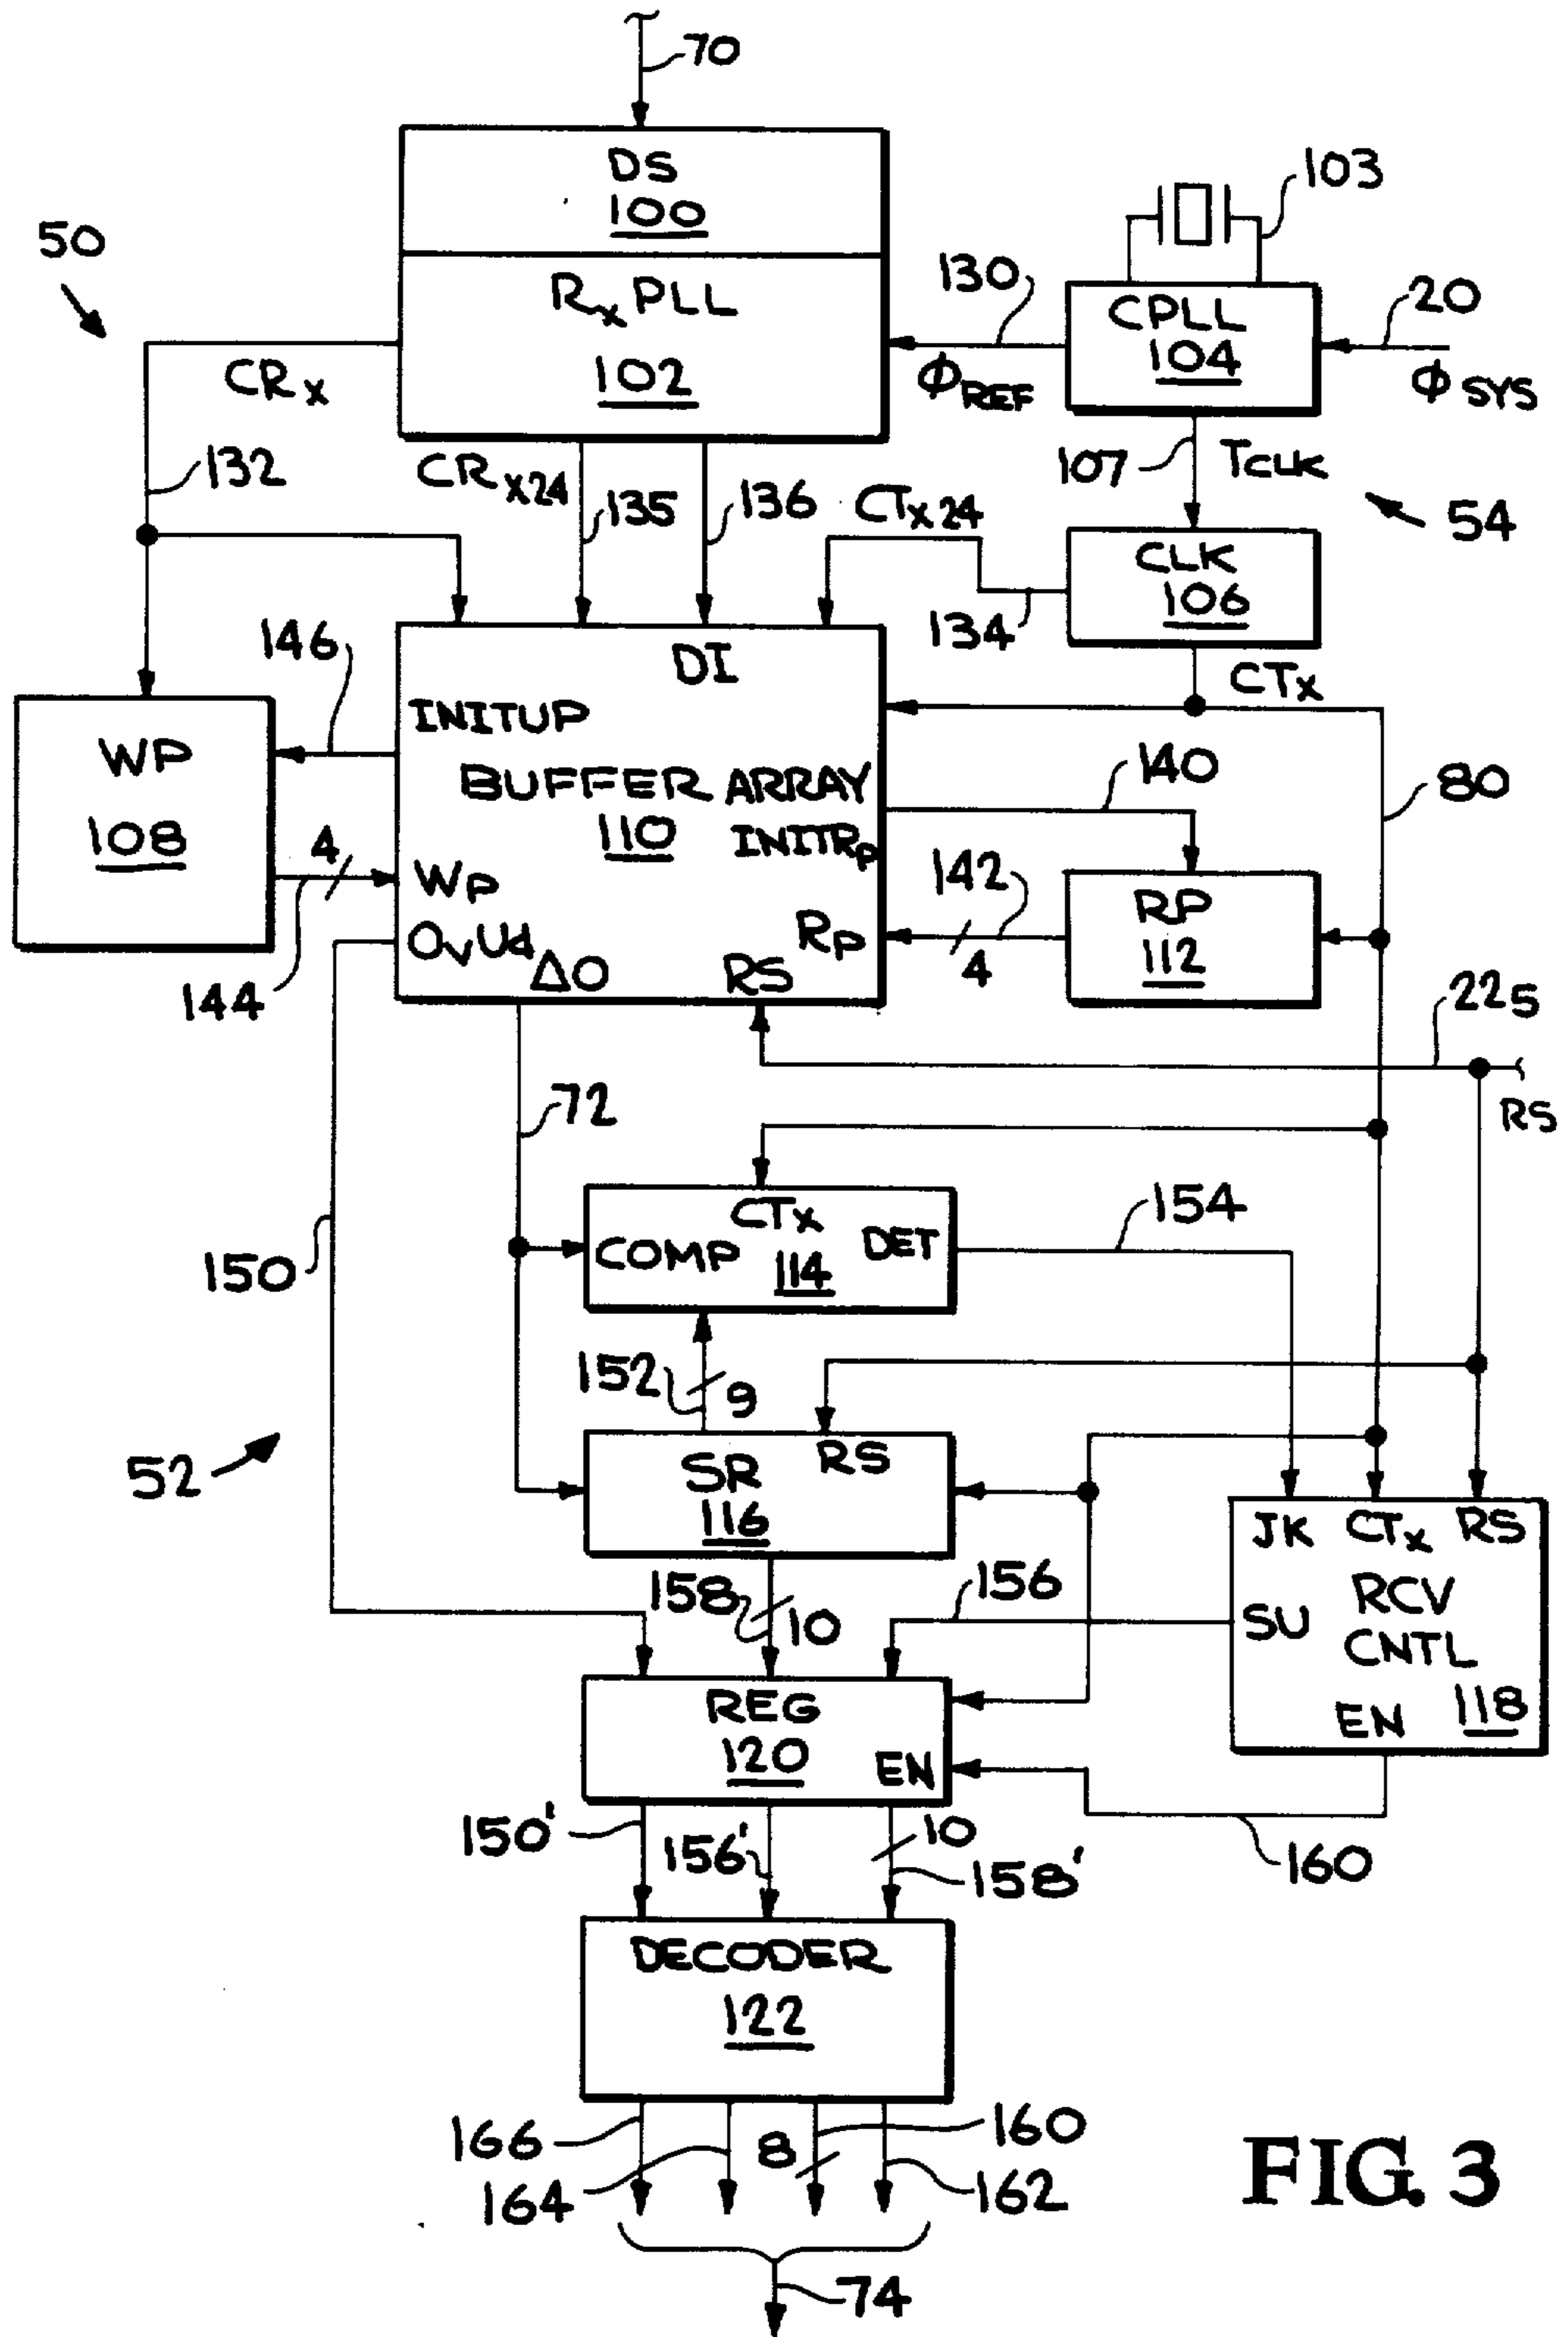 70
DS
100
103
50
RxPLL
102
130
CPLL
104
20
CRx
ΦREF
ΦSYS
132
CRx24
135
136
CTx24
107
TCLK
54
CLK
106
134
146
DI
CTx
INITUP
WP
108
BUFFER ARRAY
110
INITRP
140
80
4
WP
142
RP
112
OvUd
ΔO
RS
RP
4
144
225
72
RS
150
CTx
COMP
114
DET
154
152
9
52
SR
116
RS
JK
CTx
RS
158
10
156
SU
RCV
CNTL
118
EN
REG
120
EN
150'
156'
10
158'
160
DECODER
122
166
164
8
160
162
FIG. 3
74